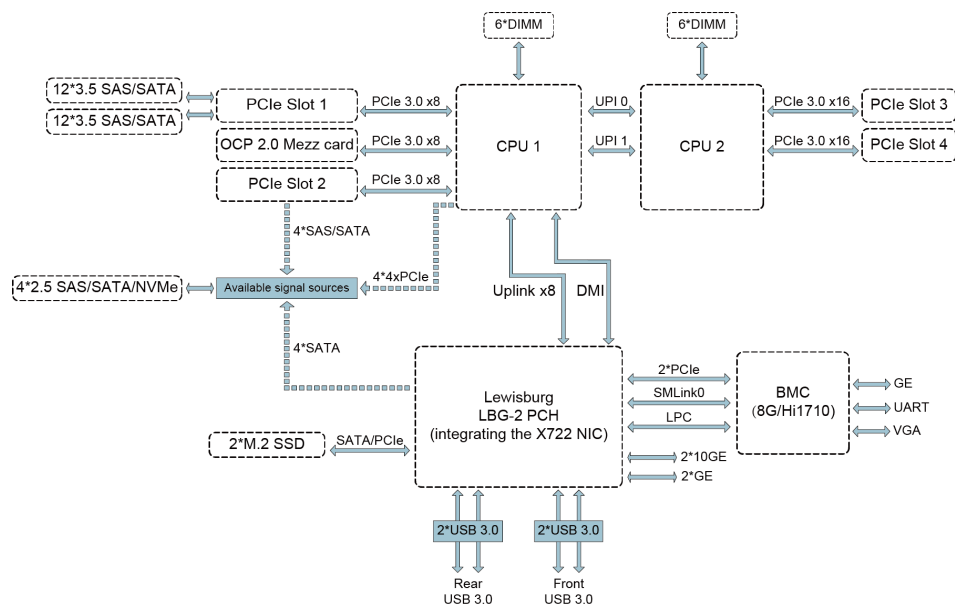 6*DIMM
6*DIMM
12*3.5 SAS/SATA
12*3.5 SAS/SATA
PCIe Slot 1
PCIe 3.0 x8
OCP 2.0 Mezz card
PCIe 3.0 x8
PCIe Slot 2
PCIe 3.0 x8
CPU 1
UPI 0
UPI 1
CPU 2
PCIe 3.0 x16
PCIe Slot 3
PCIe 3.0 x16
PCIe Slot 4
4*SAS/SATA
4*4xPCIe
4*2.5 SAS/SATA/NVMe
Available signal sources
Uplink x8
DMI
4*SATA
Lewisburg
LBG-2 PCH
(integrating the X722 NIC)
2*PCIe
SMLink0
LPC
BMC
(8G/Hi1710)
GE
UART
VGA
2*M.2 SSD
SATA/PCIe
2*10GE
2*GE
2*USB 3.0
2*USB 3.0
Rear
USB 3.0
Front
USB 3.0